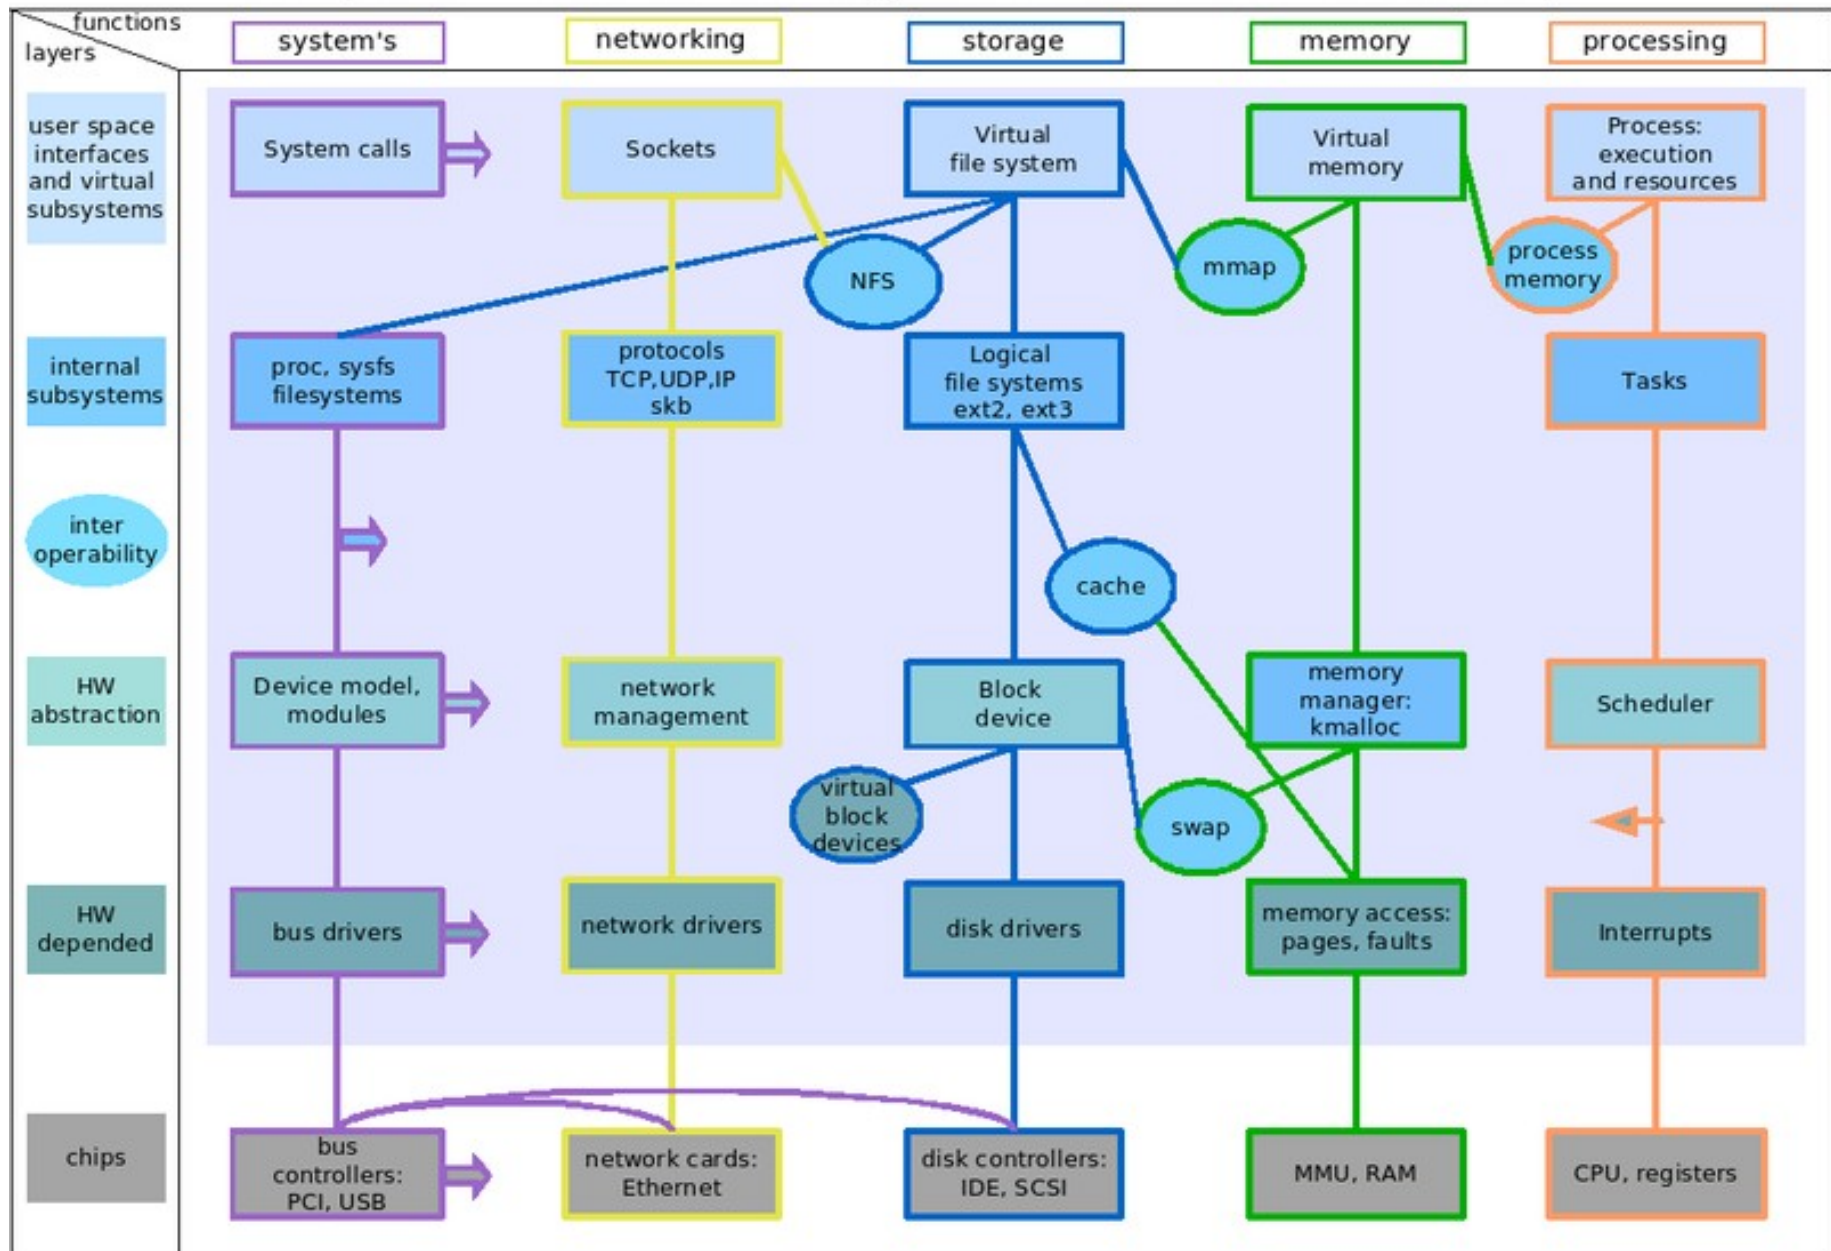 functions
layers
system's
networking
storage
memory
processing
user space
interfaces
and virtual
subsystems
System calls
Sockets
Virtual
file system
Virtual
memory
Process:
execution
and resources
NFS
mmap
process
memory
internal
subsystems
proc, sysfs
filesystems
protocols
TCP,UDP,IP
skb
Logical
file systems
ext2, ext3
Tasks
inter
operability
cache
HW
abstraction
Device model,
modules
network
management
Block
device
memory
manager:
kmalloc
Scheduler
virtual
block
devices
swap
HW
depended
bus drivers
network drivers
disk drivers
memory access:
pages, faults
Interrupts
chips
bus
controllers:
PCI, USB
network cards:
Ethernet
disk controllers:
IDE, SCSI
MMU, RAM
CPU, registers